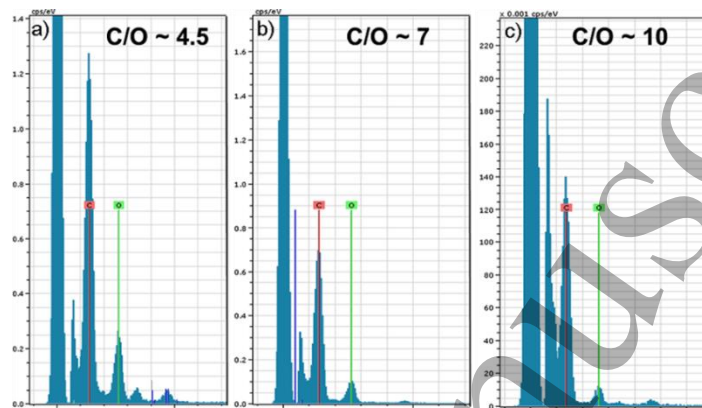 cps/eV
a)
C/O ~ 4.5
1.4
1.2
1.0
0.8
0.6
0.4
0.2
0.0
C
O
cps/eV
b)
C/O ~ 7
1.6
1.4
1.2
1.0
0.8
0.6
0.4
0.2
0.0
C
O
x 0.001 cps/eV
c)
C/O ~ 10
220
200
180
160
140
120
100
80
60
40
20
0
C
O